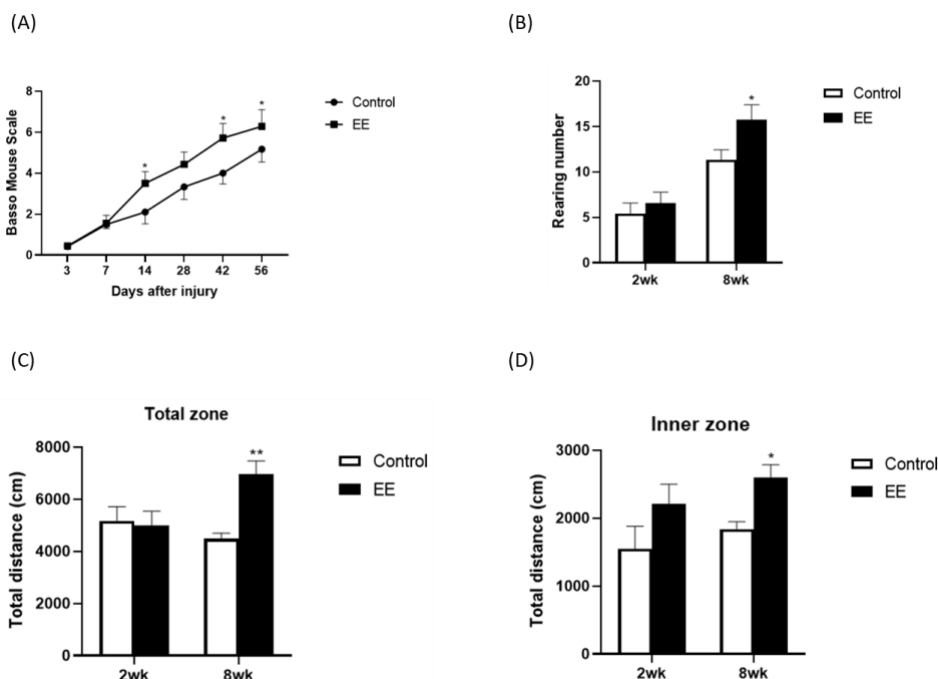 (A)
Basso Mouse Scale
8
6
4
2
0
* * *
3 7 14 28 42 56
Days after injury
Control
EE
(B)
Rearing number
20
15
10
5
0
*
2wk 8wk
Control
EE
(C)
Total zone
Total distance (cm)
8000
6000
4000
2000
0
**
2wk 8wk
Control
EE
(D)
Inner zone
Total distance (cm)
3000
2000
1000
0
*
2wk 8wk
Control
EE